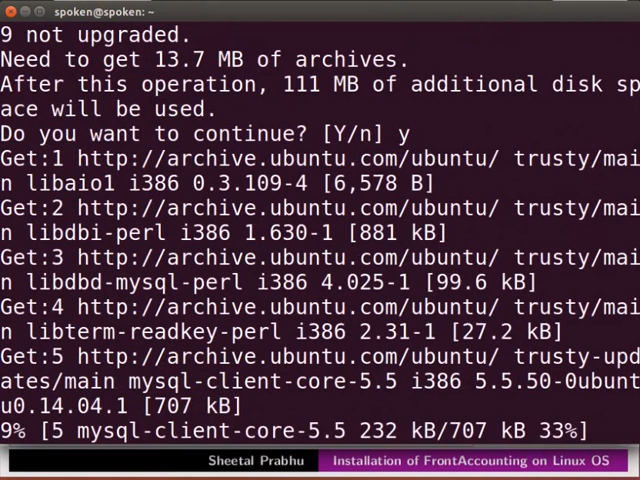 spoken@spoken: ~
9 not upgraded.
Need to get 13.7 MB of archives.
After this operation, 111 MB of additional disk sp
ace will be used.
Do you want to continue? [Y/n] y
Get:1 http://archive.ubuntu.com/ubuntu/ trusty/mai
n libaio1 i386 0.3.109-4 [6,578 B]
Get:2 http://archive.ubuntu.com/ubuntu/ trusty/mai
n libdbi-perl i386 1.630-1 [881 kB]
Get:3 http://archive.ubuntu.com/ubuntu/ trusty/mai
n libdbd-mysql-perl i386 4.025-1 [99.6 kB]
Get:4 http://archive.ubuntu.com/ubuntu/ trusty/mai
n libterm-readkey-perl i386 2.31-1 [27.2 kB]
Get:5 http://archive.ubuntu.com/ubuntu/ trusty-upd
ates/main mysql-client-core-5.5 i386 5.5.50-0ubunt
u0.14.04.1 [707 kB]
9% [5 mysql-client-core-5.5 232 kB/707 kB 33%]
Sheetal Prabhu Installation of FrontAccounting on Linux OS